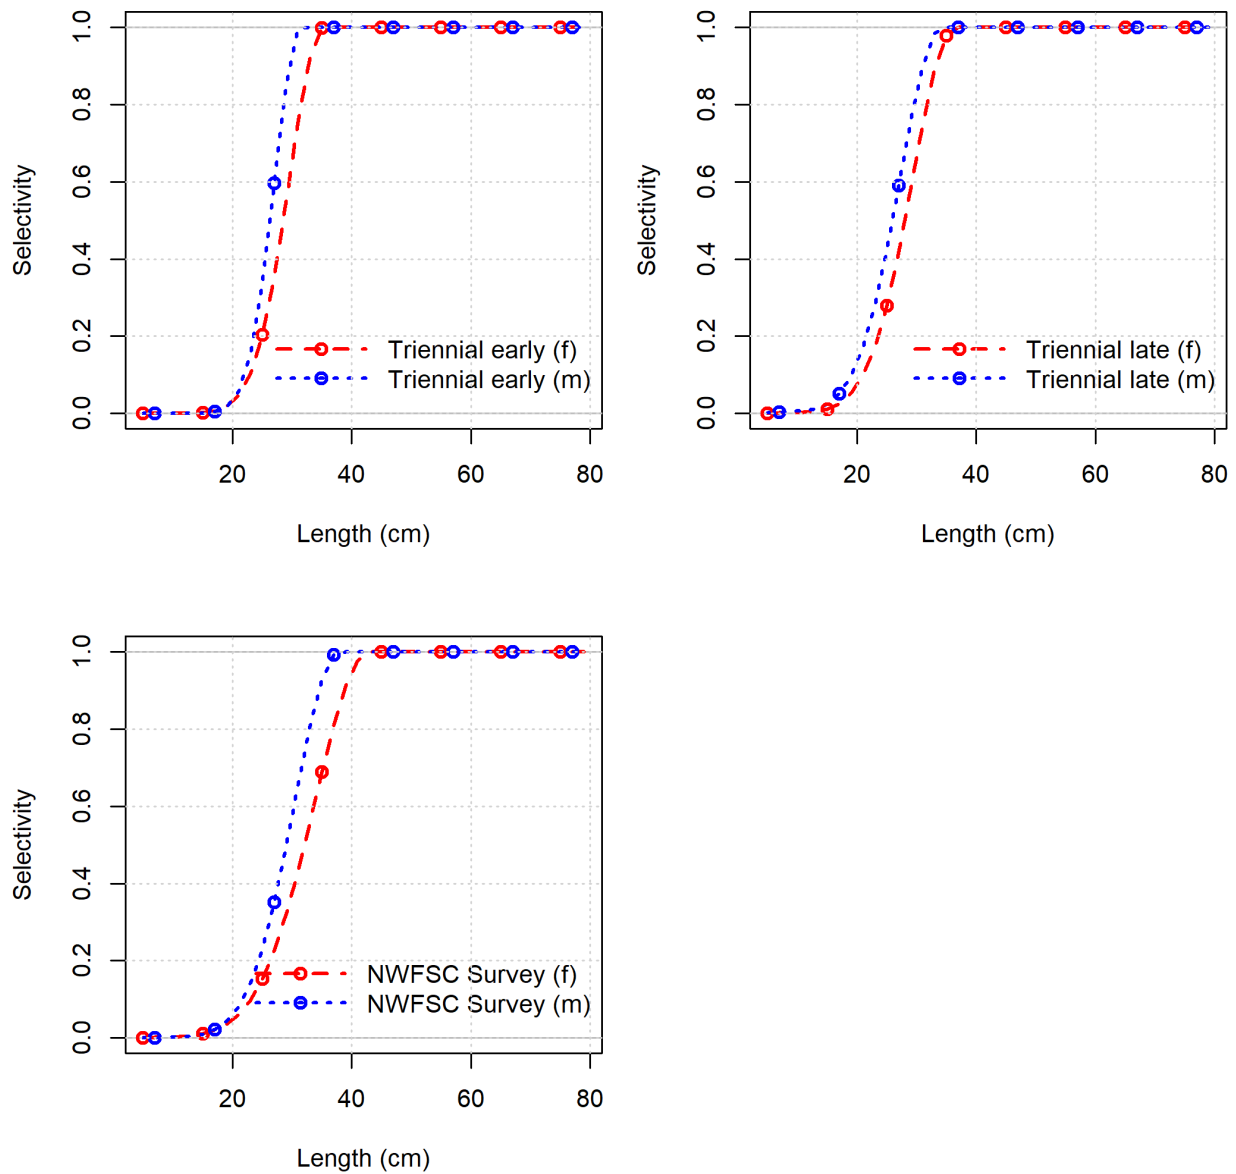 1.0
0.8
0.6
0.4
0.2
0.0
Selectivity
Triennial early (f)
Triennial early (m)
20 40 60 80
Length (cm)
1.0
0.8
0.6
0.4
0.2
0.0
Selectivity
Triennial late (f)
Triennial late (m)
20 40 60 80
Length (cm)
1.0
0.8
0.6
0.4
0.2
0.0
Selectivity
NWFSC Survey (f)
NWFSC Survey (m)
20 40 60 80
Length (cm)